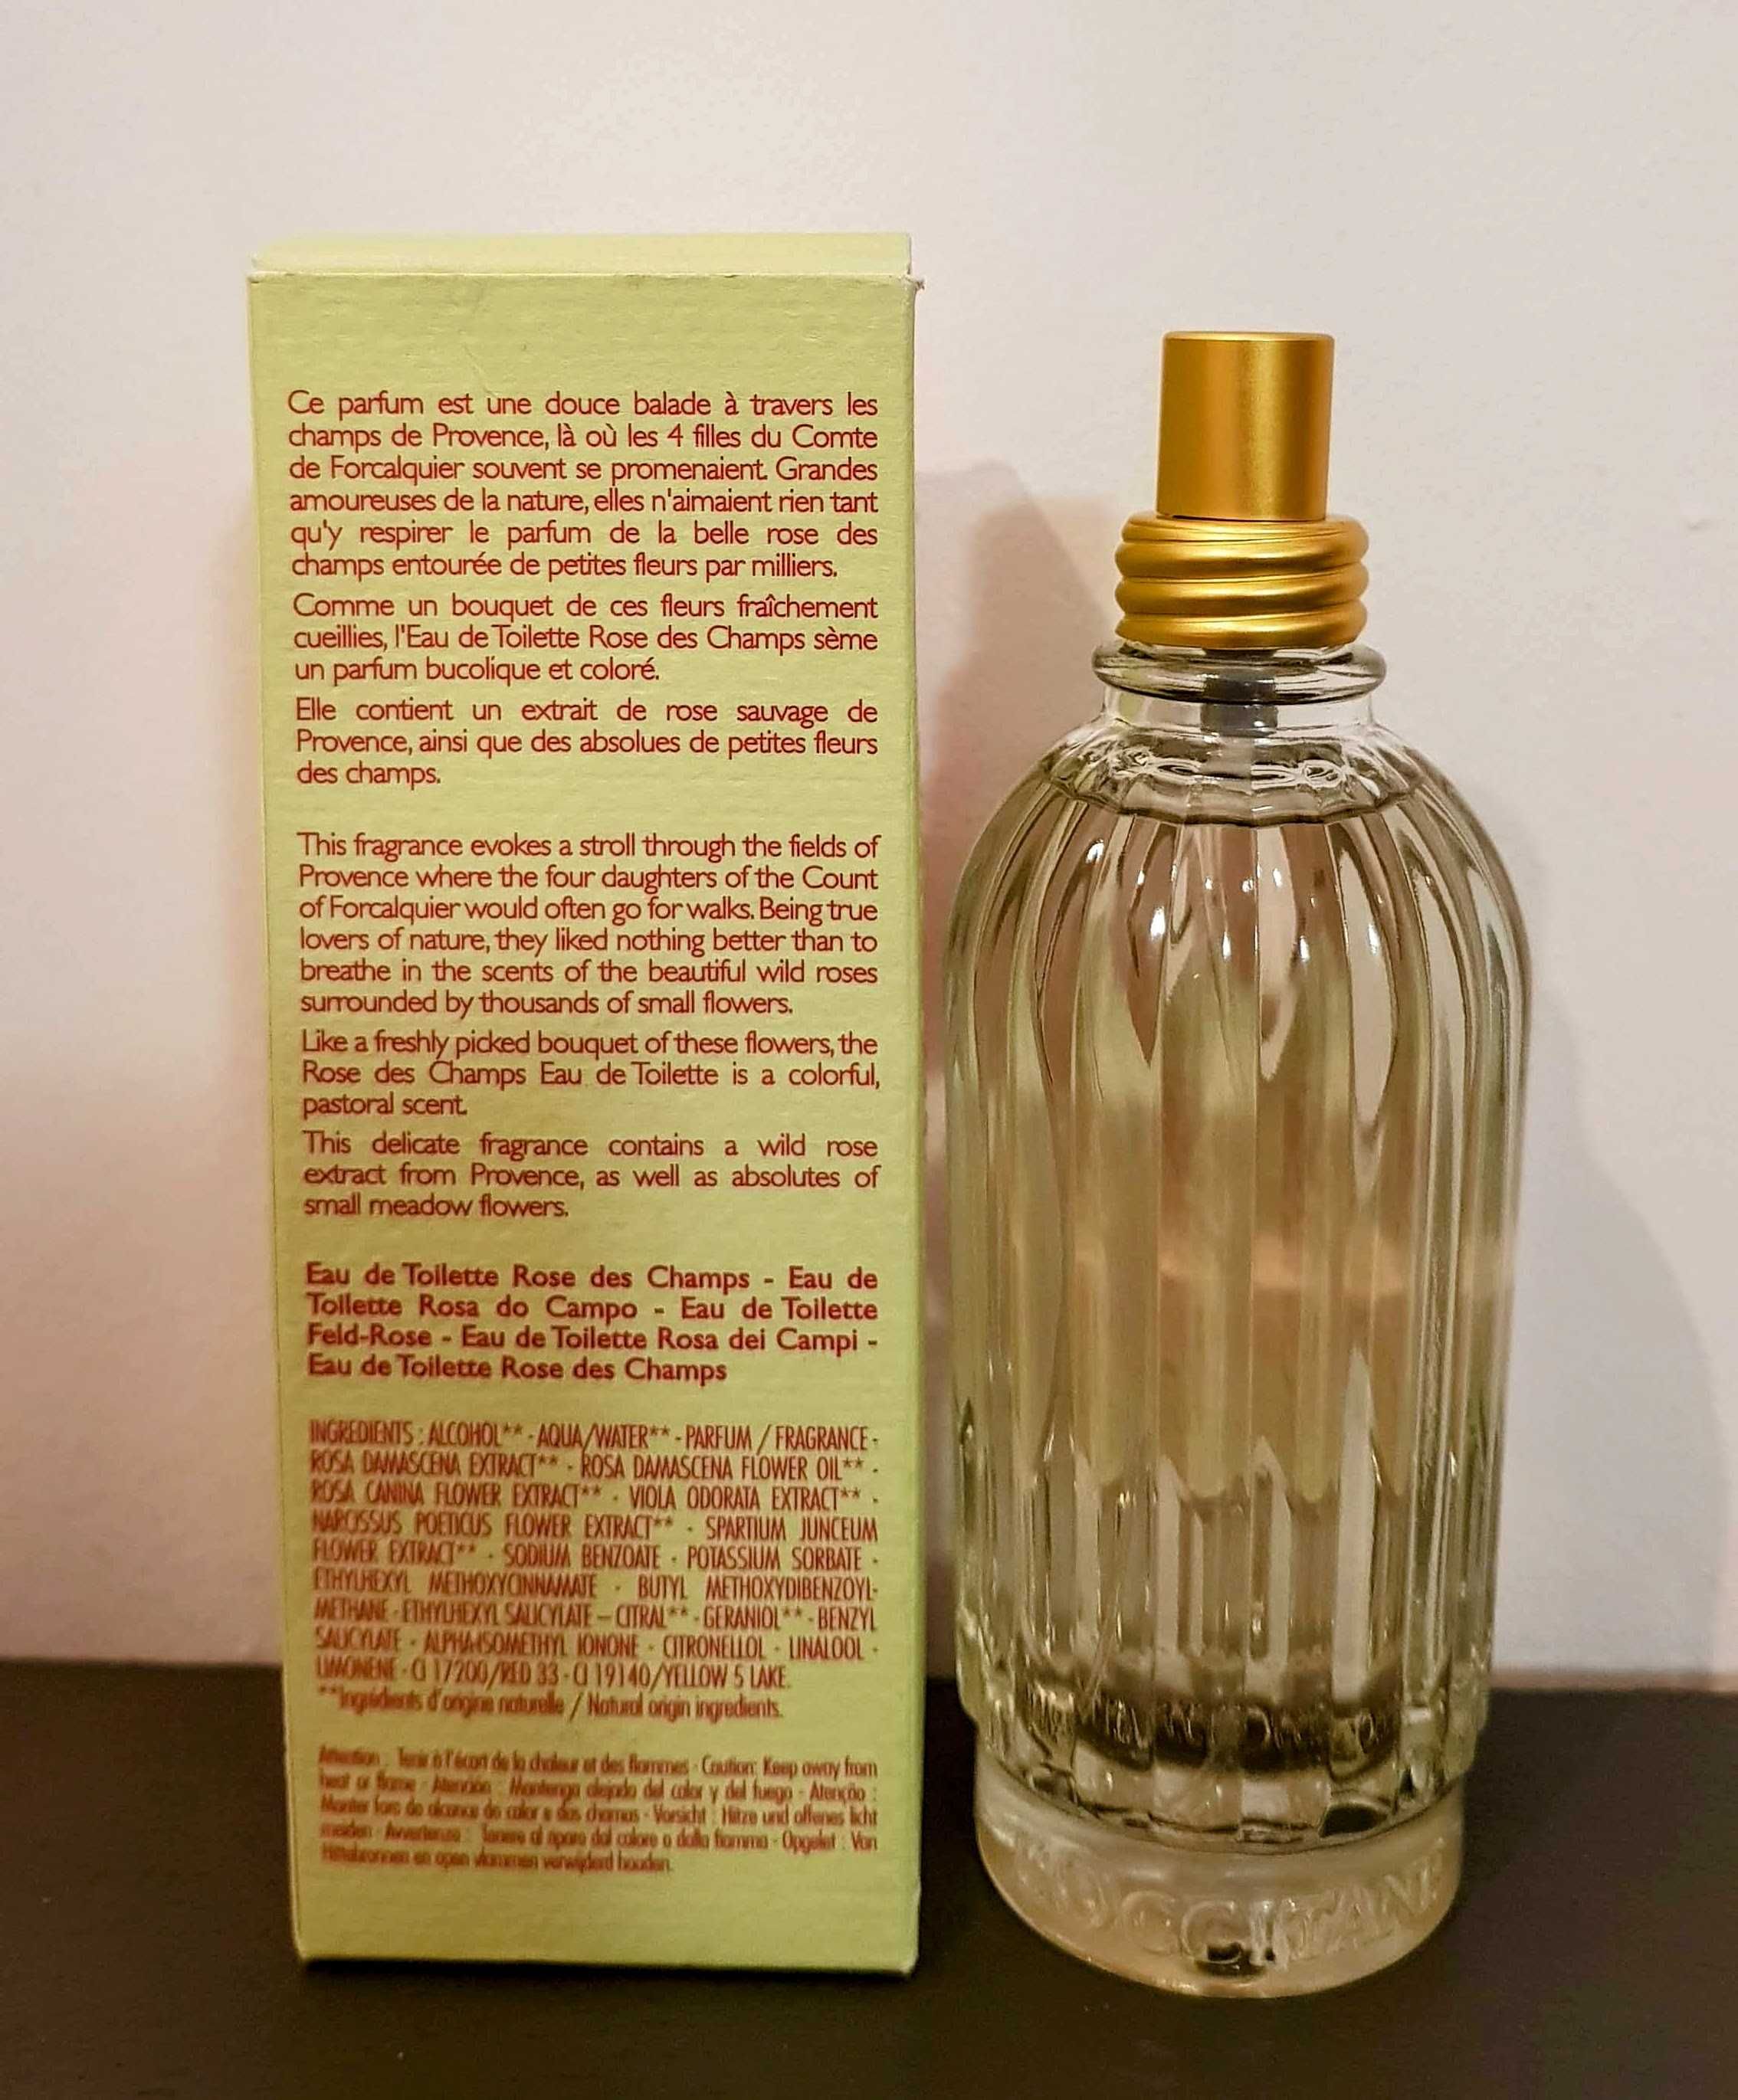 Ce parfum est une douce balade à travers les
champs de Provence, là où les 4 filles du Comte
de Forcalquier souvent se promenaient. Grandes
amoureuses de la nature, elles n'aimaient rien tant
qu'y respirer le parfum de la belle rose des
champs entourée de petites fleurs par milliers.
Comme un bouquet de ces fleurs fraîchement
cueillies, l'Eau de Toilette Rose des Champs sème
un parfum bucolique et coloré.
Elle contient un extrait de rose sauvage de
Provence, ainsi que des absolues de petites fleurs
des champs.
This fragrance evokes a stroll through the fields of
Provence where the four daughters of the Count
of Forcalquier would often go for walks. Being true
lovers of nature, they liked nothing better than to
breathe in the scents of the beautiful wild roses
surrounded by thousands of small flowers.
Like a freshly picked bouquet of these flowers, the
Rose des Champs Eau de Toilette is a colorful,
pastoral scent.
This delicate fragrance contains a wild rose
extract from Provence, as well as absolutes of
small meadow flowers.
Eau de Toilette Rose des Champs - Eau de
Toilette Rosa do Campo - Eau de Toilette
Feld-Rose - Eau de Toilette Rosa dei Campi -
Eau de Toilette Rose des Champs
INGREDIENTS : ALCOHOL** - AQUA/WATER** - PARFUM / FRAGRANCE -
ROSA DAMASCENA EXTRACT** - ROSA DAMASCENA FLOWER OIL** -
ROSA CANINA FLOWER EXTRACT** - VIOLA ODORATA EXTRACT** -
NARCISSUS POETICUS FLOWER EXTRACT** - SPARTIUM JUNCEUM
FLOWER EXTRACT** - SODIUM BENZOATE - POTASSIUM SORBATE -
ETHYLHEXYL METHOXYCINNAMATE - BUTYL METHOXYDIBENZOYL-
METHANE - ETHYLHEXYL SALICYLATE – CITRAL** - GERANIOL** - BENZYL
SALICYLATE - ALPHA-ISOMETHYL IONONE - CITRONELLOL - LINALOOL -
LIMONENE - CI 17200/RED 33 - CI 19140/YELLOW 5 LAKE.
**Ingrédients d'origine naturelle / Natural origin ingredients.
Attention : Tenir à l'écart de la chaleur et des flammes - Caution: Keep away from
heat or flame - Atención : Mantenga alejado del calor y del fuego - Atenção :
Manter fora do alcance do calor e das chamas - Vorsicht : Hitze und offenes licht
meiden - Avvertenza : Tenere al riparo dal calore o dalla fiamma - Opgelet : Van
hittebronnen en open vlammen verwijderd houden.
L'OCCITANE